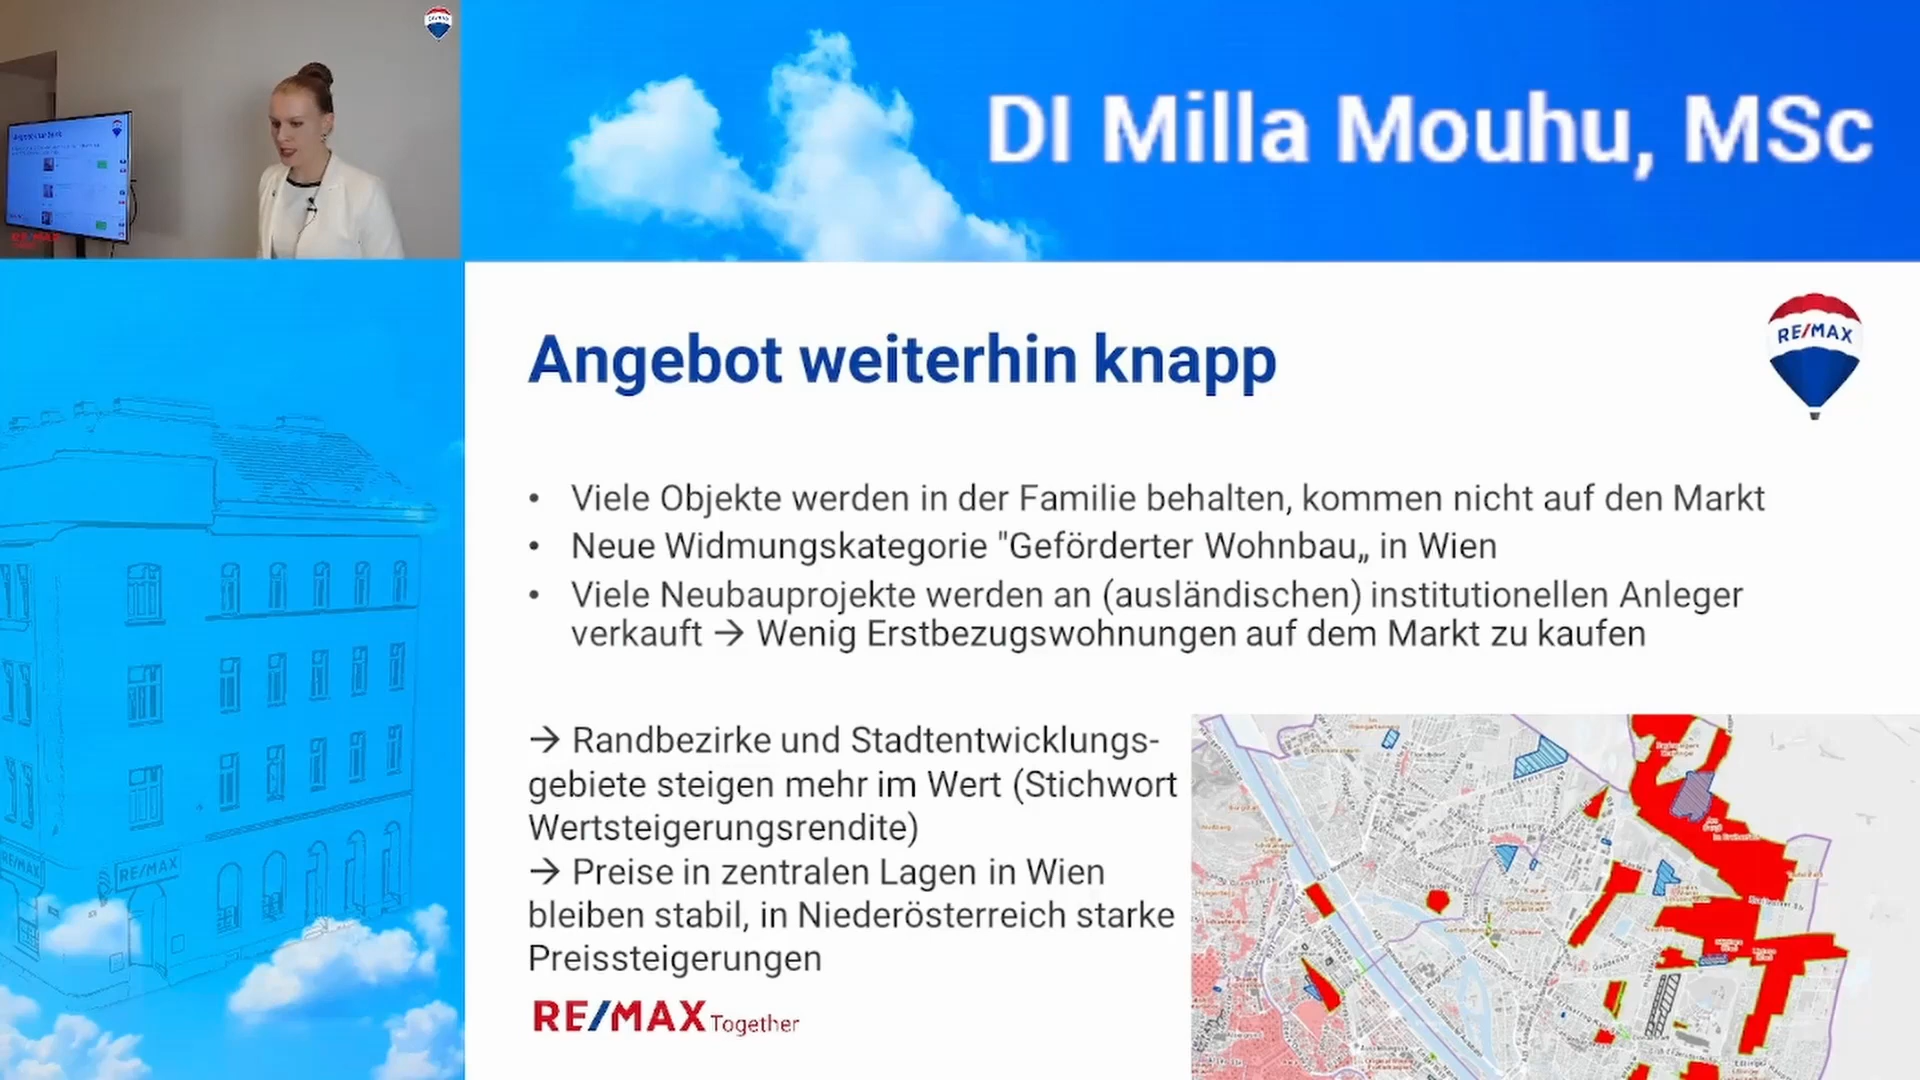 DI Milla Mouhu, MSc
RE/MAX
Angebot weiterhin knapp
• Viele Objekte werden in der Familie behalten, kommen nicht auf den Markt
• Neue Widmungskategorie "Geförderter Wohnbau„ in Wien
• Viele Neubauprojekte werden an (ausländischen) institutionellen Anleger
verkauft → Wenig Erstbezugswohnungen auf dem Markt zu kaufen
→ Randbezirke und Stadtentwicklungs-
gebiete steigen mehr im Wert (Stichwort
Wertsteigerungsrendite)
→ Preise in zentralen Lagen in Wien
bleiben stabil, in Niederösterreich starke
Preissteigerungen
RE/MAX Together
RE/MAX
RE/MAX